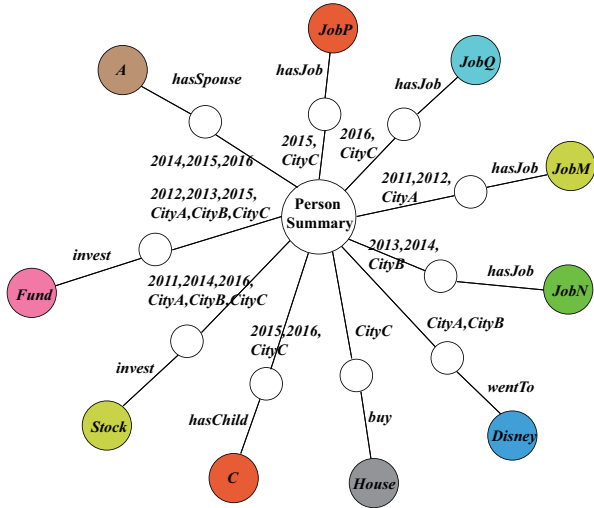 JobP
A
JobQ
hasSpouse
hasJob
hasJob
2015,
CityC
2016,
CityC
2014,2015,2016
2011,2012,
CityA
hasJob
JobM
2012,2013,2015,
CityA,CityB,CityC
Person
Summary
2013,2014,
CityB
invest
hasJob
Fund
JobN
2011,2014,2016,
CityA,CityB,CityC
2015,2016,
CityC
CityC
CityA,CityB
invest
wentTo
hasChild
buy
Stock
Disney
C
House